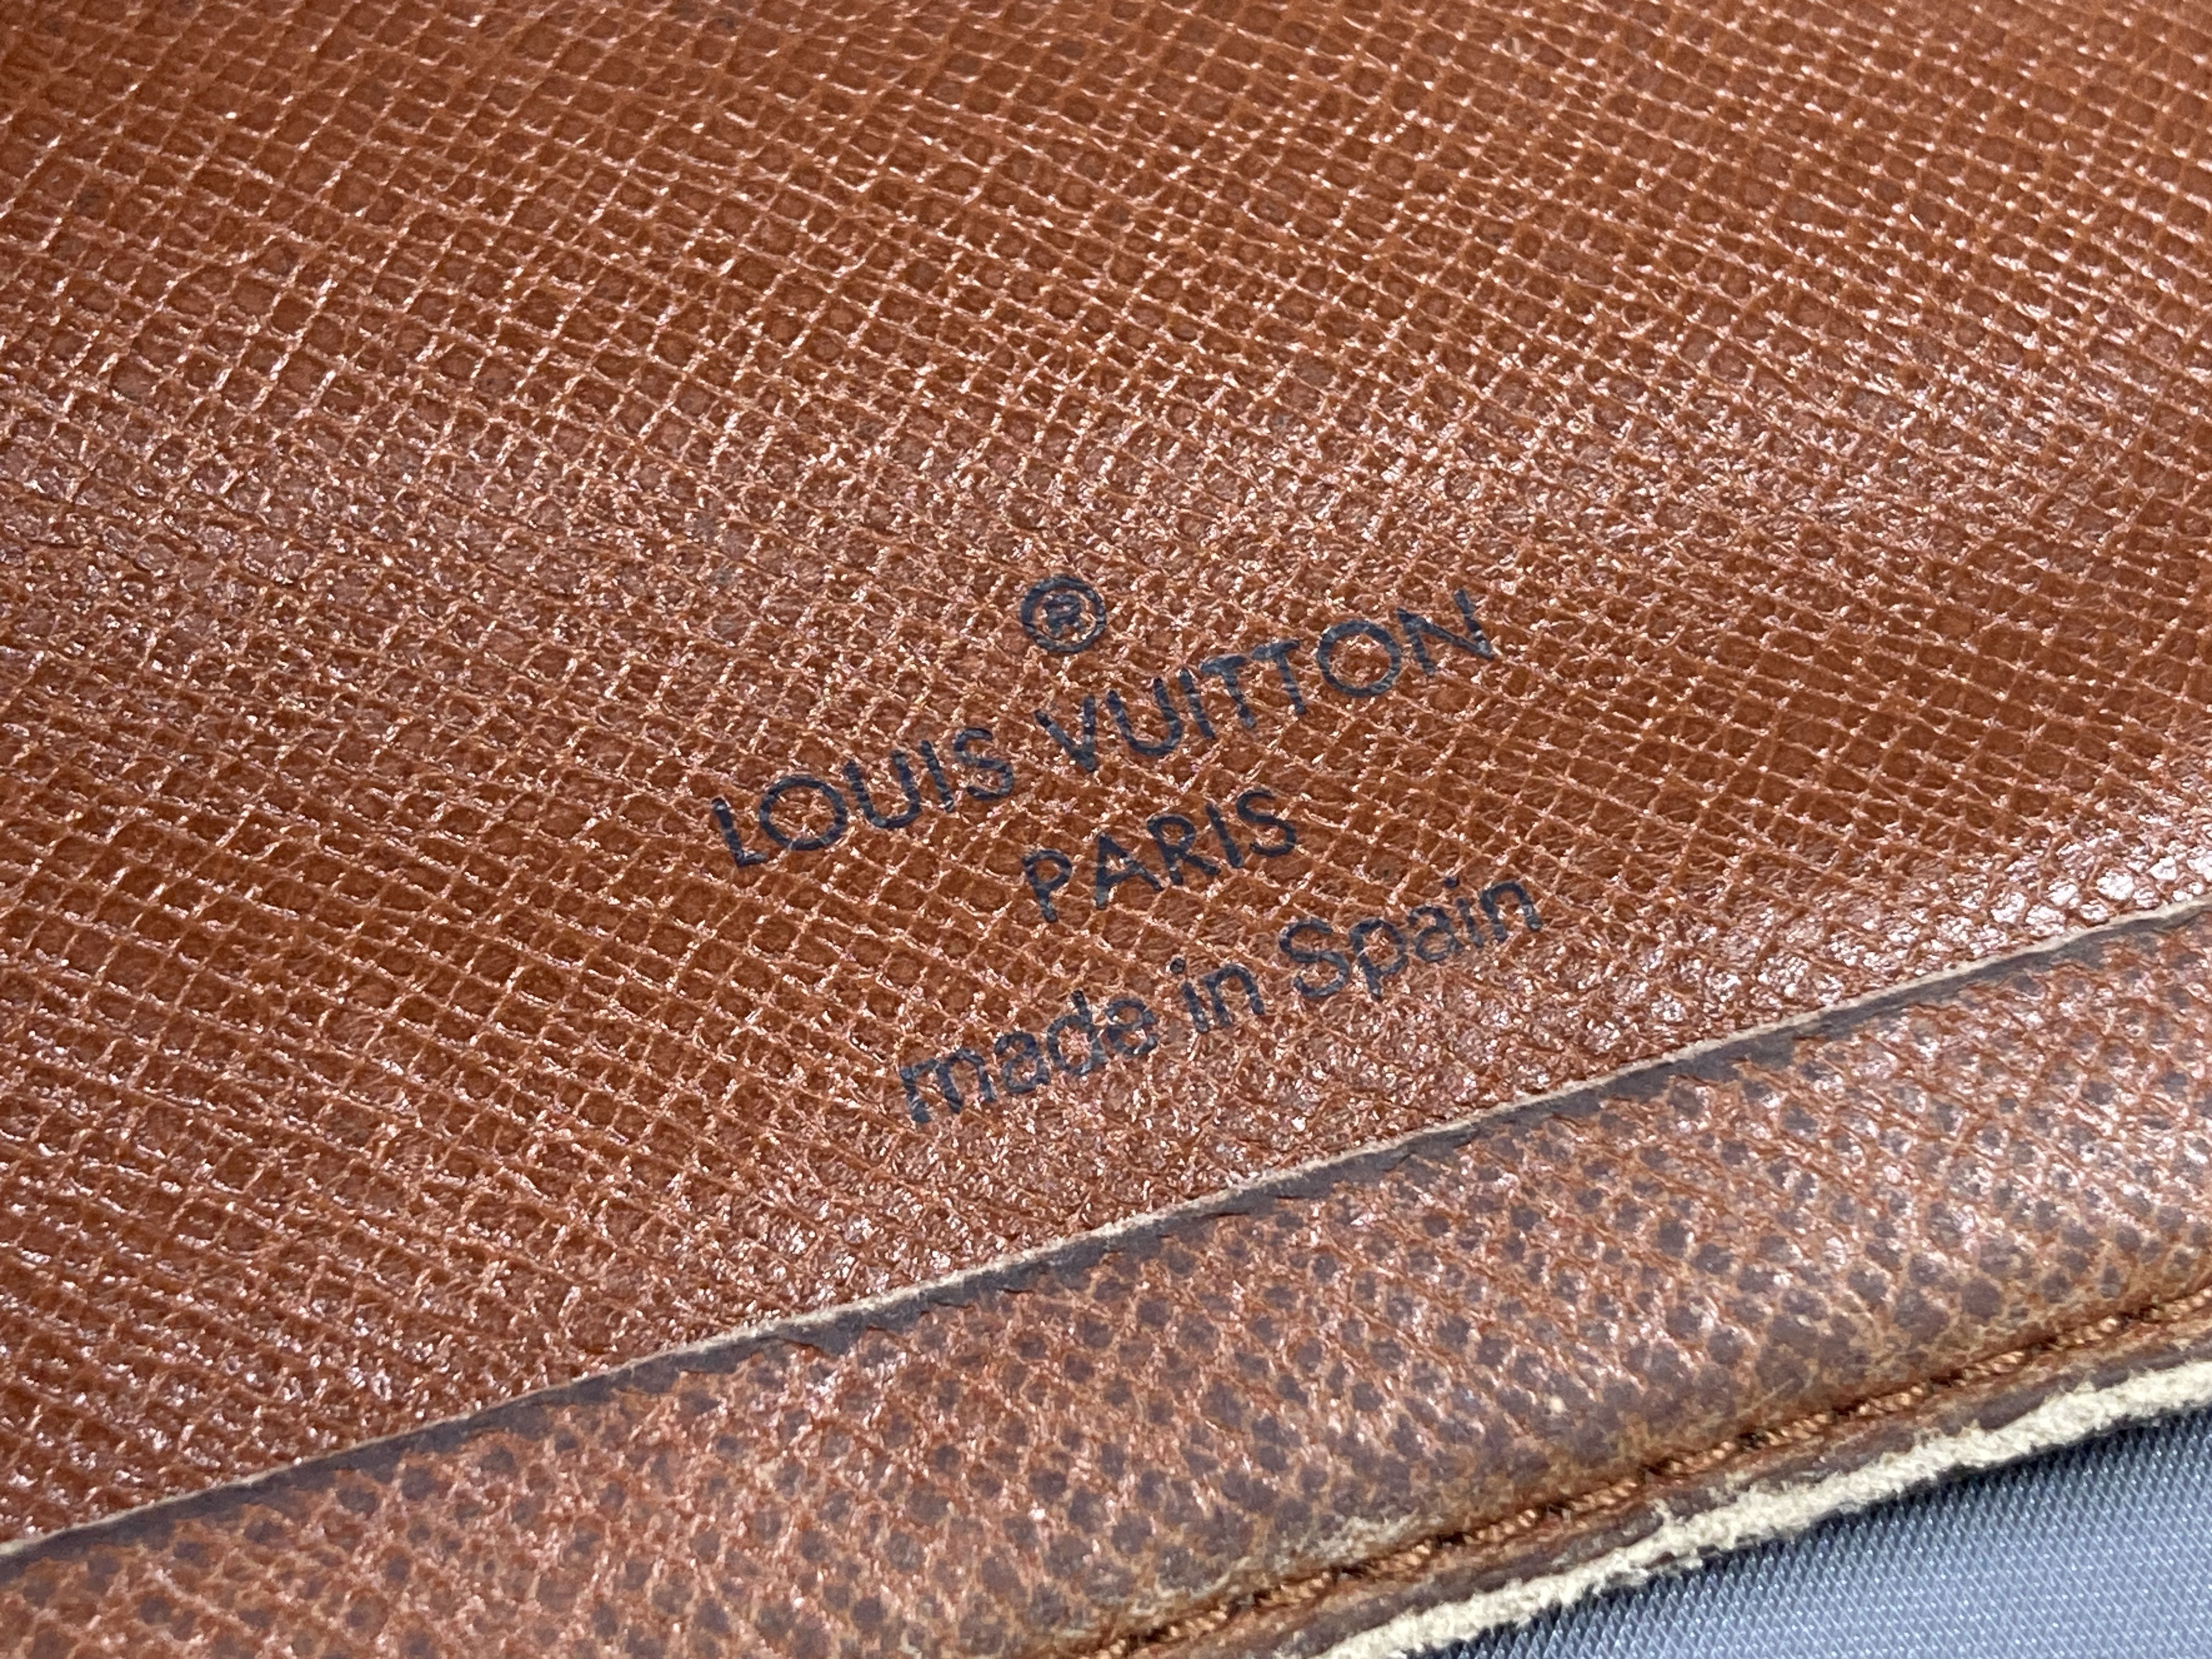 ®
LOUIS VUITTON
PARIS
made in Spain